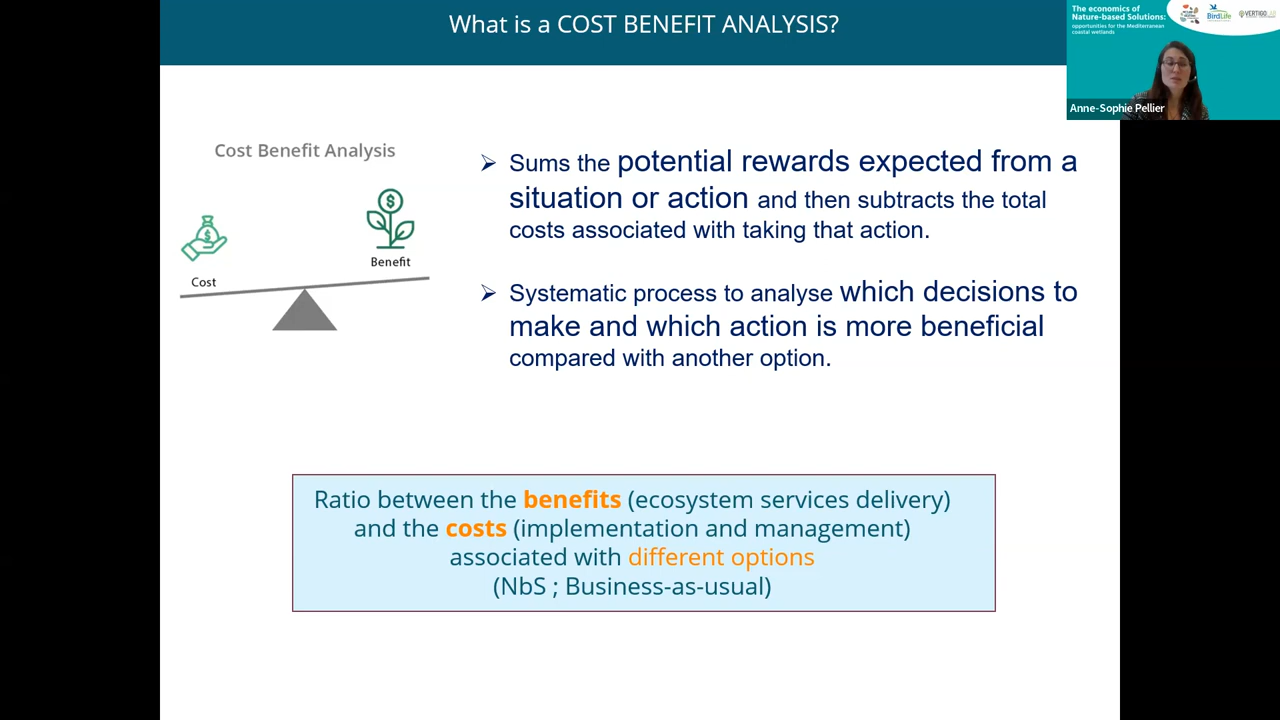 What is a COST BENEFIT ANALYSIS?
The economics of
Nature-based Solutions:
opportunities for the Mediterranean
coastal wetlands
BirdLife
VERTIGOLAB
Anne-Sophie Pellier
Cost Benefit Analysis
Cost
Benefit
➢ Sums the potential rewards expected from a
situation or action and then subtracts the total
costs associated with taking that action.
➢ Systematic process to analyse which decisions to
make and which action is more beneficial
compared with another option.
Ratio between the benefits (ecosystem services delivery)
and the costs (implementation and management)
associated with different options
(NbS ; Business-as-usual)